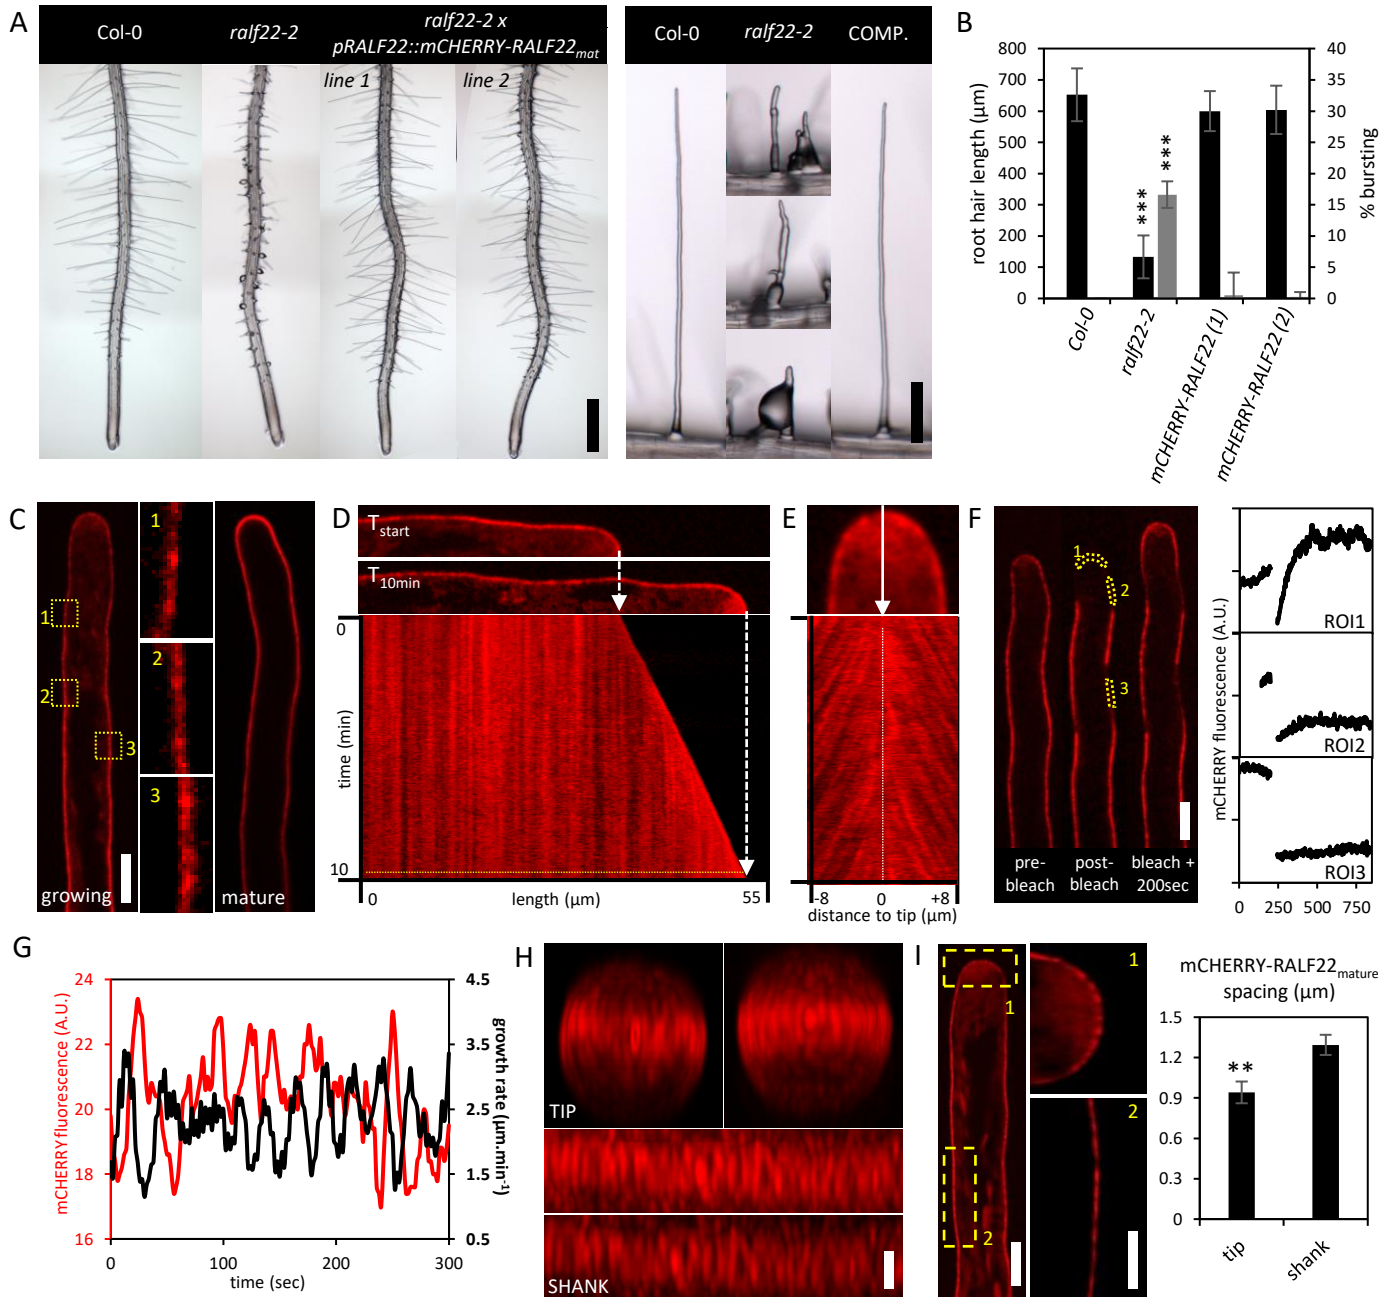 A
Col-0
ralf22-2
ralf22-2 x
pRALF22::mCHERRY-RALF22mat
line 1
line 2
Col-0
ralf22-2
COMP.
B
800
700
600
500
400
300
200
100
0
root hair length (µm)
40
35
30
25
20
15
10
5
0
% bursting
***
***
Col-0
ralf22-2
mCHERRY-RALF22 (1)
mCHERRY-RALF22 (2)
C
1
2
3
growing
1
2
3
mature
D
Tstart
T10min
0
time (min)
10
0
length (µm)
55
E
-8
0
+8
distance to tip (µm)
F
1
2
3
pre-
bleach
post-
bleach
bleach +
200sec
mCHERRY fluorescence (A.U.)
ROI1
ROI2
ROI3
0
250
500
750
G
24
22
20
18
16
mCHERRY fluorescence (A.U.)
4.5
3.5
2.5
1.5
0.5
growth rate (µm.min-1)
0
100
200
300
time (sec)
H
TIP
SHANK
I
1
2
1
2
mCHERRY-RALF22mature
spacing (µm)
1.5
1.2
0.9
0.6
0.3
0
**
tip
shank